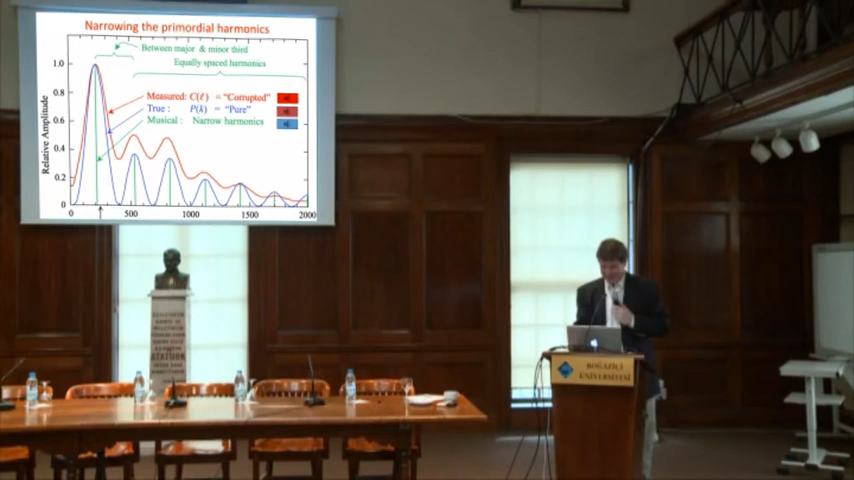 Narrowing the primordial harmonics
Between major & minor third
Equally spaced harmonics
Measured: C(ℓ) = "Corrupted"
True : P(k) = "Pure"
Musical : Narrow harmonics
Relative Amplitude
1.0
0.8
0.6
0.4
0.2
0
0 500 1000 1500 2000
ATATÜRK
BOĞAZİÇİ
ÜNİVERSİTESİ